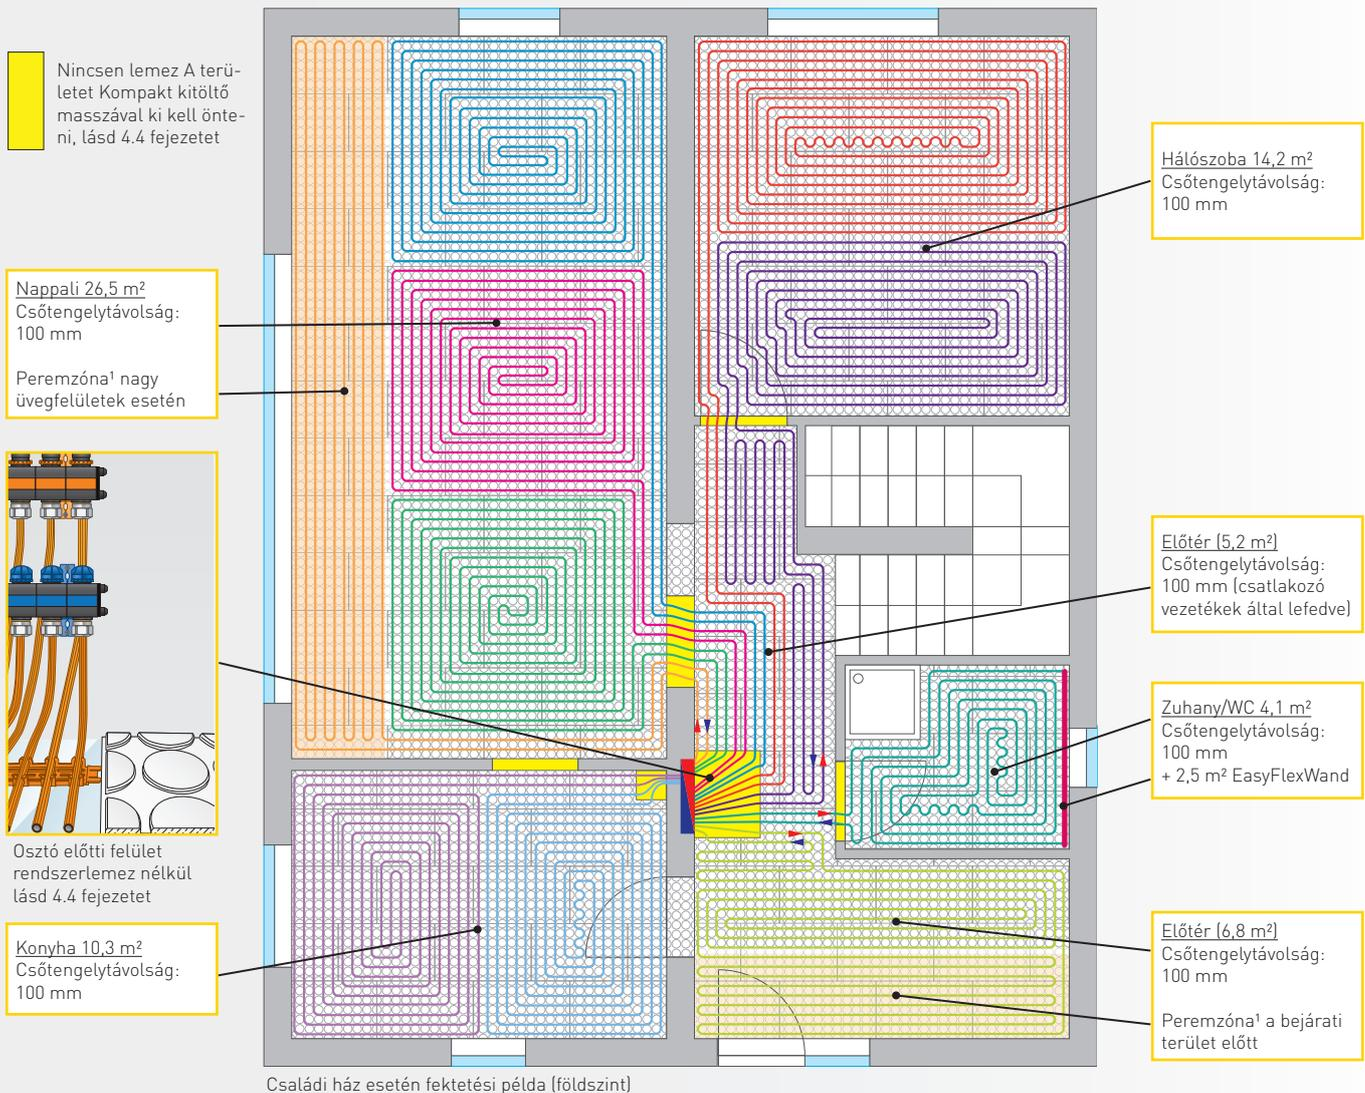 Nincsen lemez A terü-
letet Kompakt kitöltő
masszával ki kell önte-
ni, lásd 4.4 fejezetet
Nappali 26,5 m²
Csőtengelytávolság:
100 mm
Peremzóna¹ nagy
üvegfelületek esetén
Osztó előtti felület
rendszerlemez nélkül
lásd 4.4 fejezetet
Konyha 10,3 m²
Csőtengelytávolság:
100 mm
Hálószoba 14,2 m²
Csőtengelytávolság:
100 mm
Előtér (5,2 m²)
Csőtengelytávolság:
100 mm (csatlakozó
vezetékek által lefedve)
Zuhany/WC 4,1 m²
Csőtengelytávolság:
100 mm
+ 2,5 m² EasyFlexWand
Előtér (6,8 m²)
Csőtengelytávolság:
100 mm
Peremzóna¹ a bejárati
terület előtt
Családi ház esetén fektetési példa (földszint)